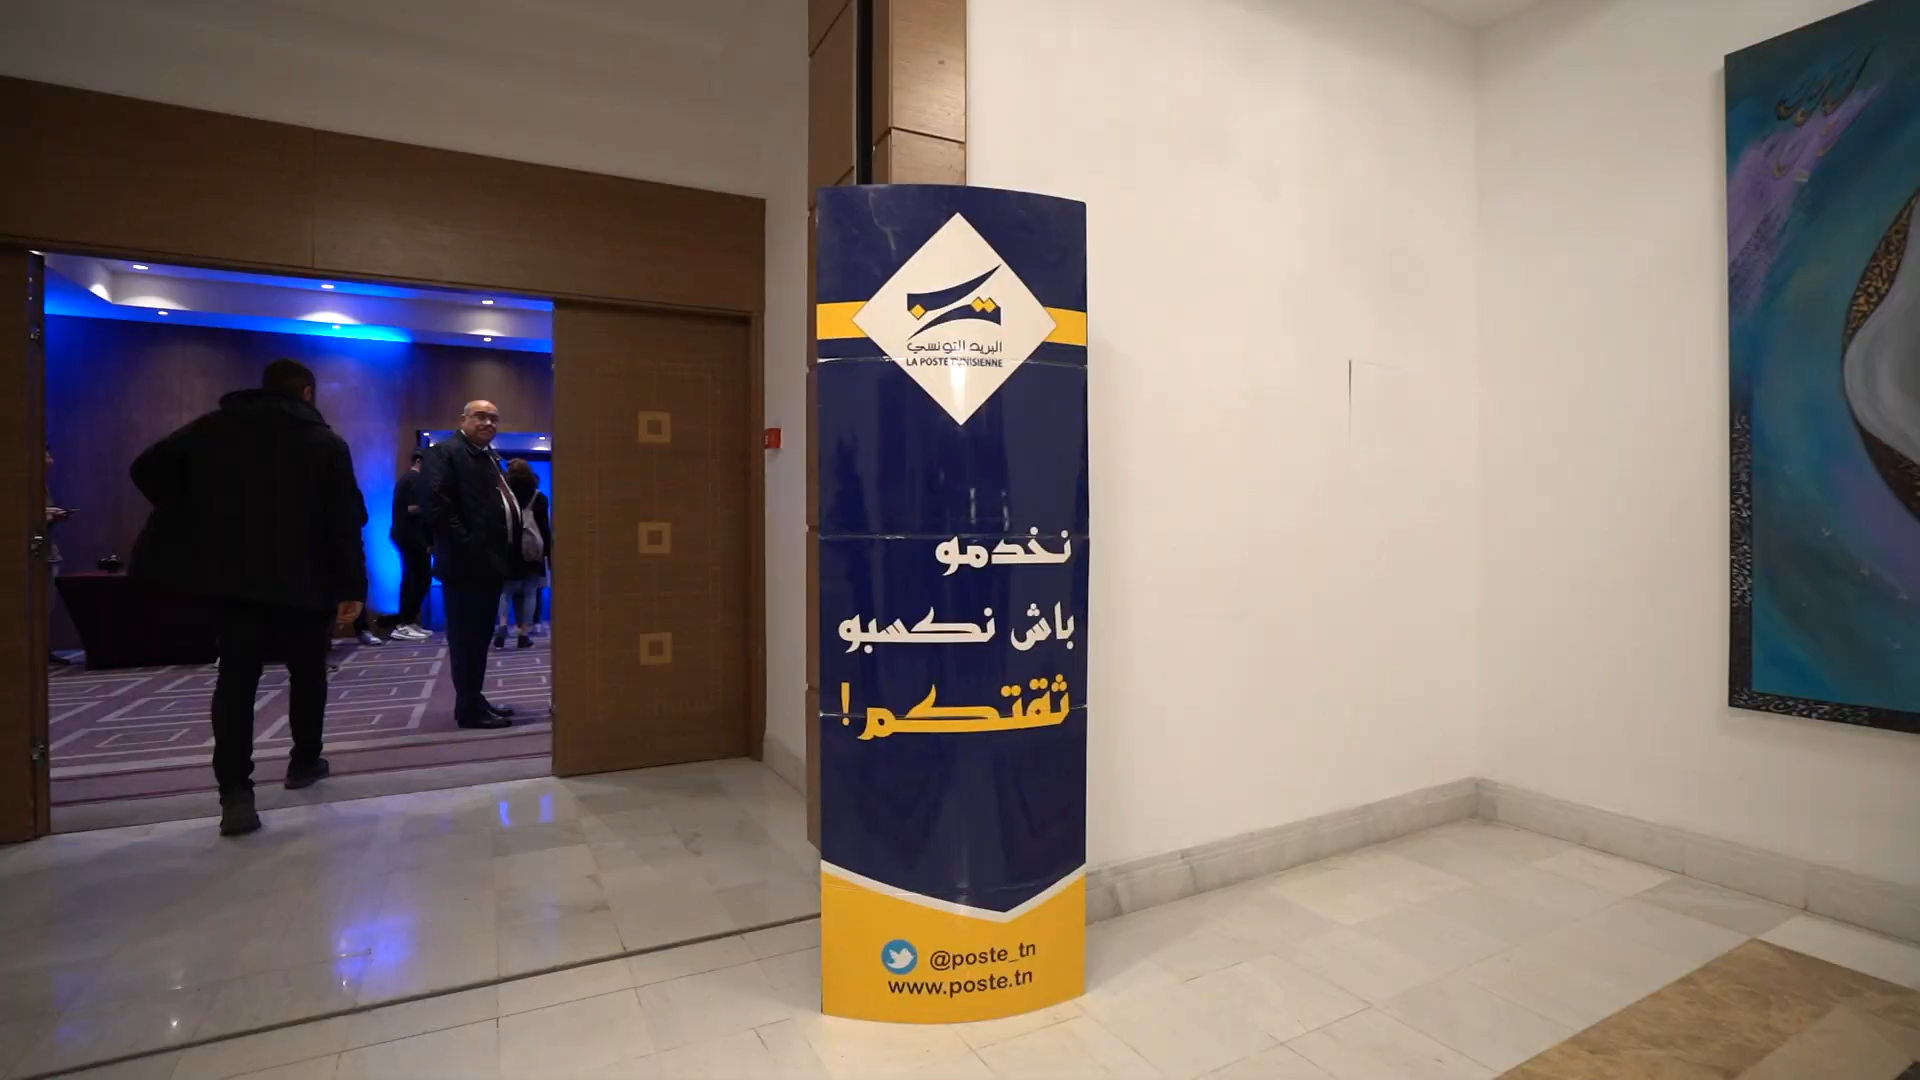 البريد التونسي
LA POSTE TUNISIENNE
نخدمو
باش نكسبو
ثقتكم!
@poste_tn
www.poste.tn